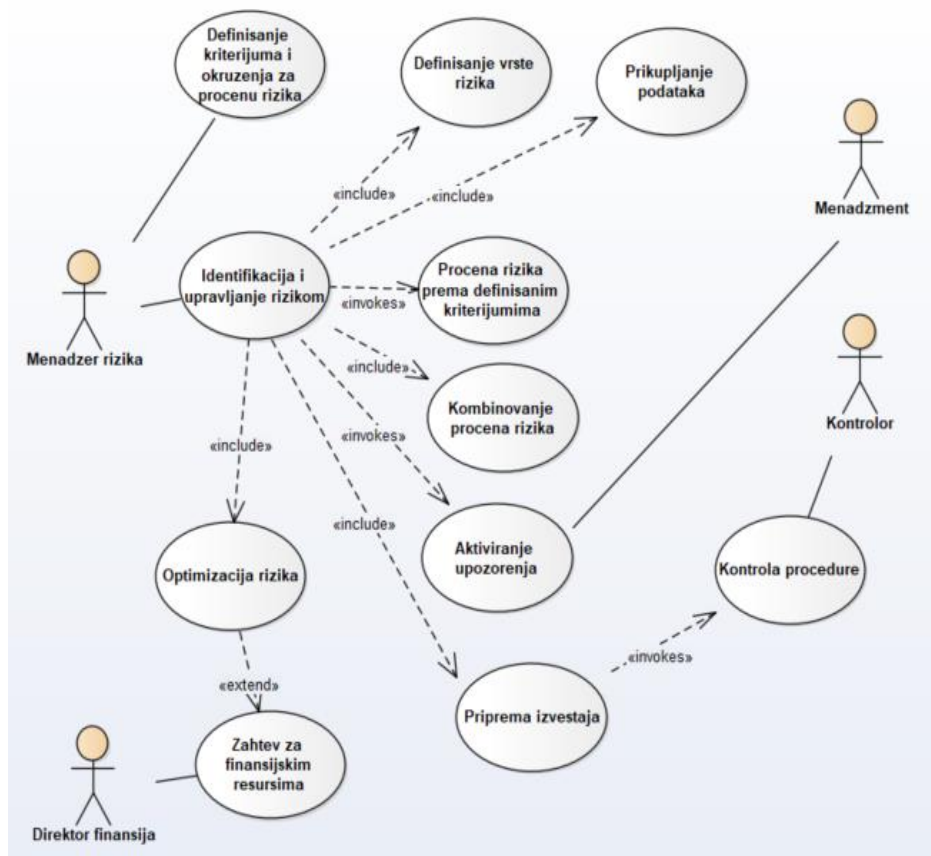 Definisanje
kriterijuma i
okruzenja za
procenu rizika
Definisanje vrste
rizika
Prikupljanje
podataka
Menadzment
«include»
«include»
Identifikacija i
upravljanje rizikom
Procena rizika
prema definisanim
kriterijumima
«invokes»
Menadzer rizika
«include»
Kombinovanje
procena rizika
Kontrolor
«include»
«invokes»
«include»
Aktiviranje
upozorenja
Optimizacija rizika
Kontrola procedure
«invokes»
«extend»
Priprema izvestaja
Zahtev za
finansijskim
resursima
Direktor finansija